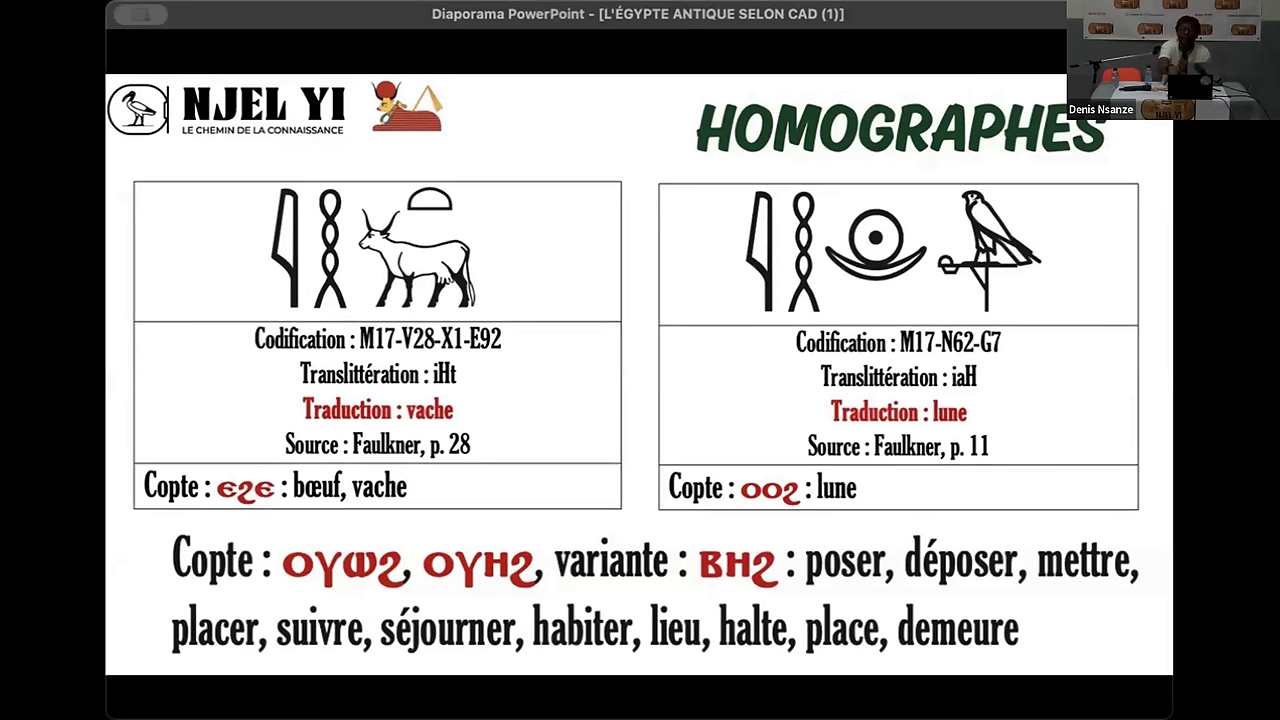 Diaporama PowerPoint - [L'ÉGYPTE ANTIQUE SELON CAD (1)]
Denis Nsanze
NJEL YI
LE CHEMIN DE LA CONNAISSANCE
HOMOGRAPHES
Codification : M17-V28-X1-E92
Translittération : iHt
Traduction : vache
Source : Faulkner, p. 28
Copte : ⲉϩⲉ : bœuf, vache
Codification : M17-N62-G7
Translittération : iaH
Traduction : lune
Source : Faulkner, p. 11
Copte : ⲟⲟϩ : lune
Copte : ⲟⲩⲱϩ, ⲟⲩⲏϩ, variante : ⲃⲏϩ : poser, déposer, mettre,
placer, suivre, séjourner, habiter, lieu, halte, place, demeure